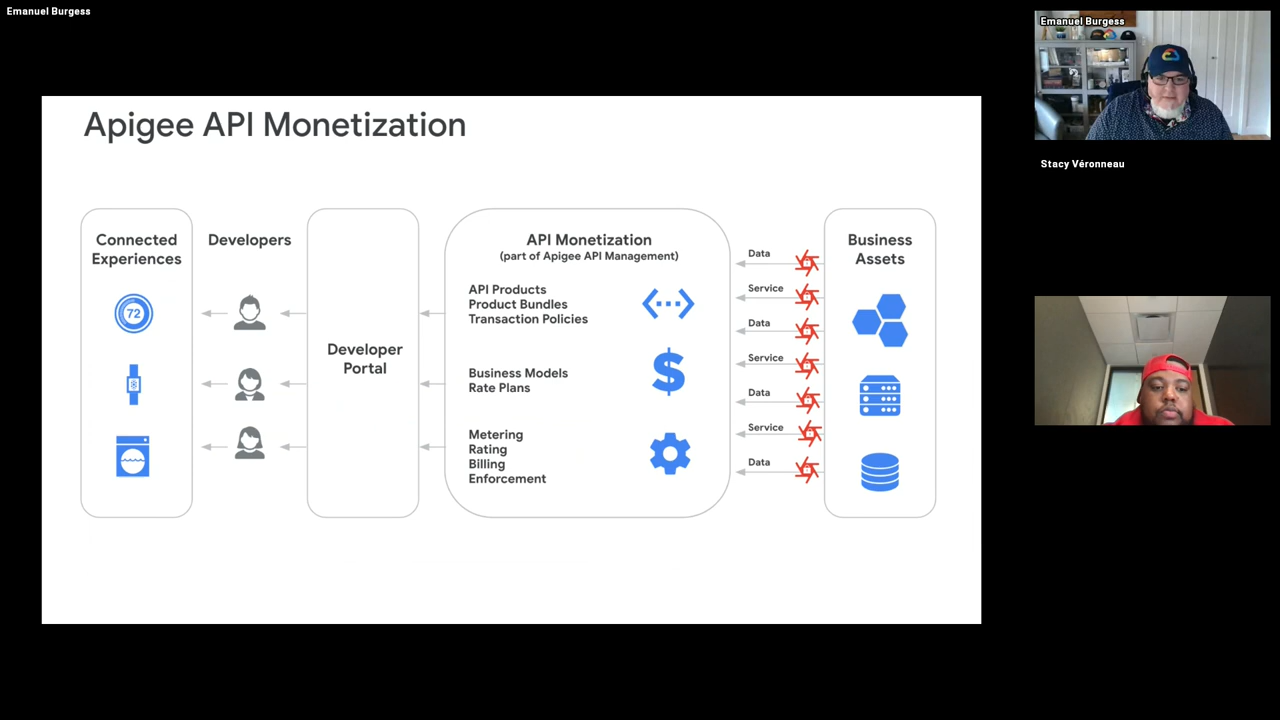 Emanuel Burgess
Emanuel Burgess
Stacy Véronneau
Apigee API Monetization
Connected
Experiences
72
Developers
Developer
Portal
API Monetization
(part of Apigee API Management)
API Products
Product Bundles
Transaction Policies
Business Models
Rate Plans
Metering
Rating
Billing
Enforcement
Data
Service
Data
Service
Data
Service
Data
Business
Assets